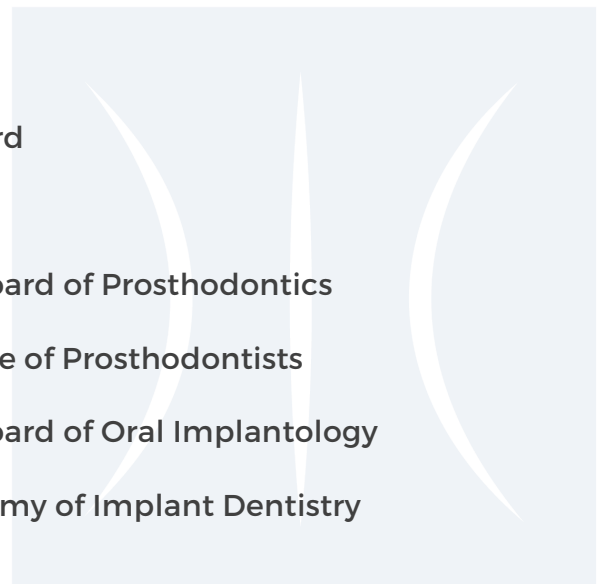 rd
oard of Prosthodontics
e of Prosthodontists
oard of Oral Implantology
my of Implant Dentistry